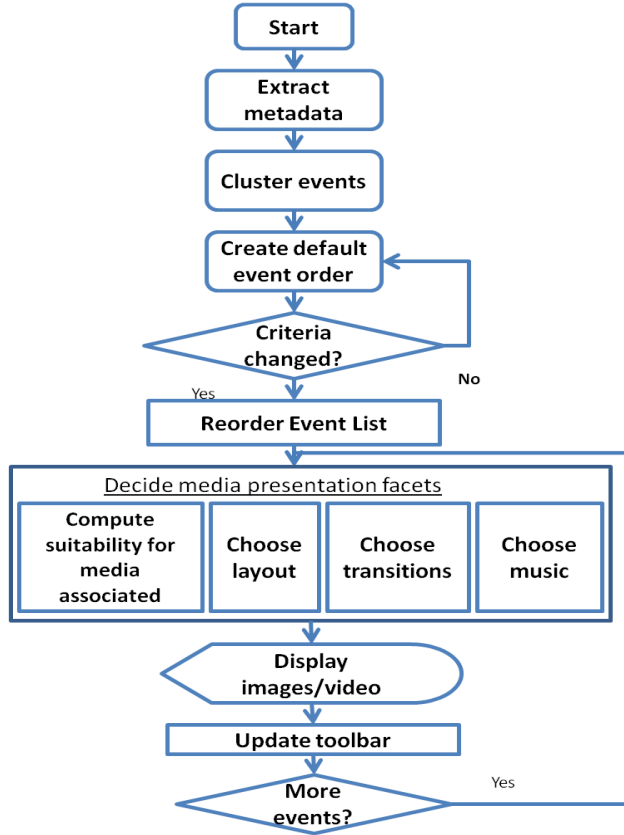 Start
Extract
metadata
Cluster events
Create default
event order
Criteria
changed?
No
Yes
Reorder Event List
Decide media presentation facets
Compute
suitability for
media
associated
Choose
layout
Choose
transitions
Choose
music
Display
images/video
Update toolbar
More
events?
Yes